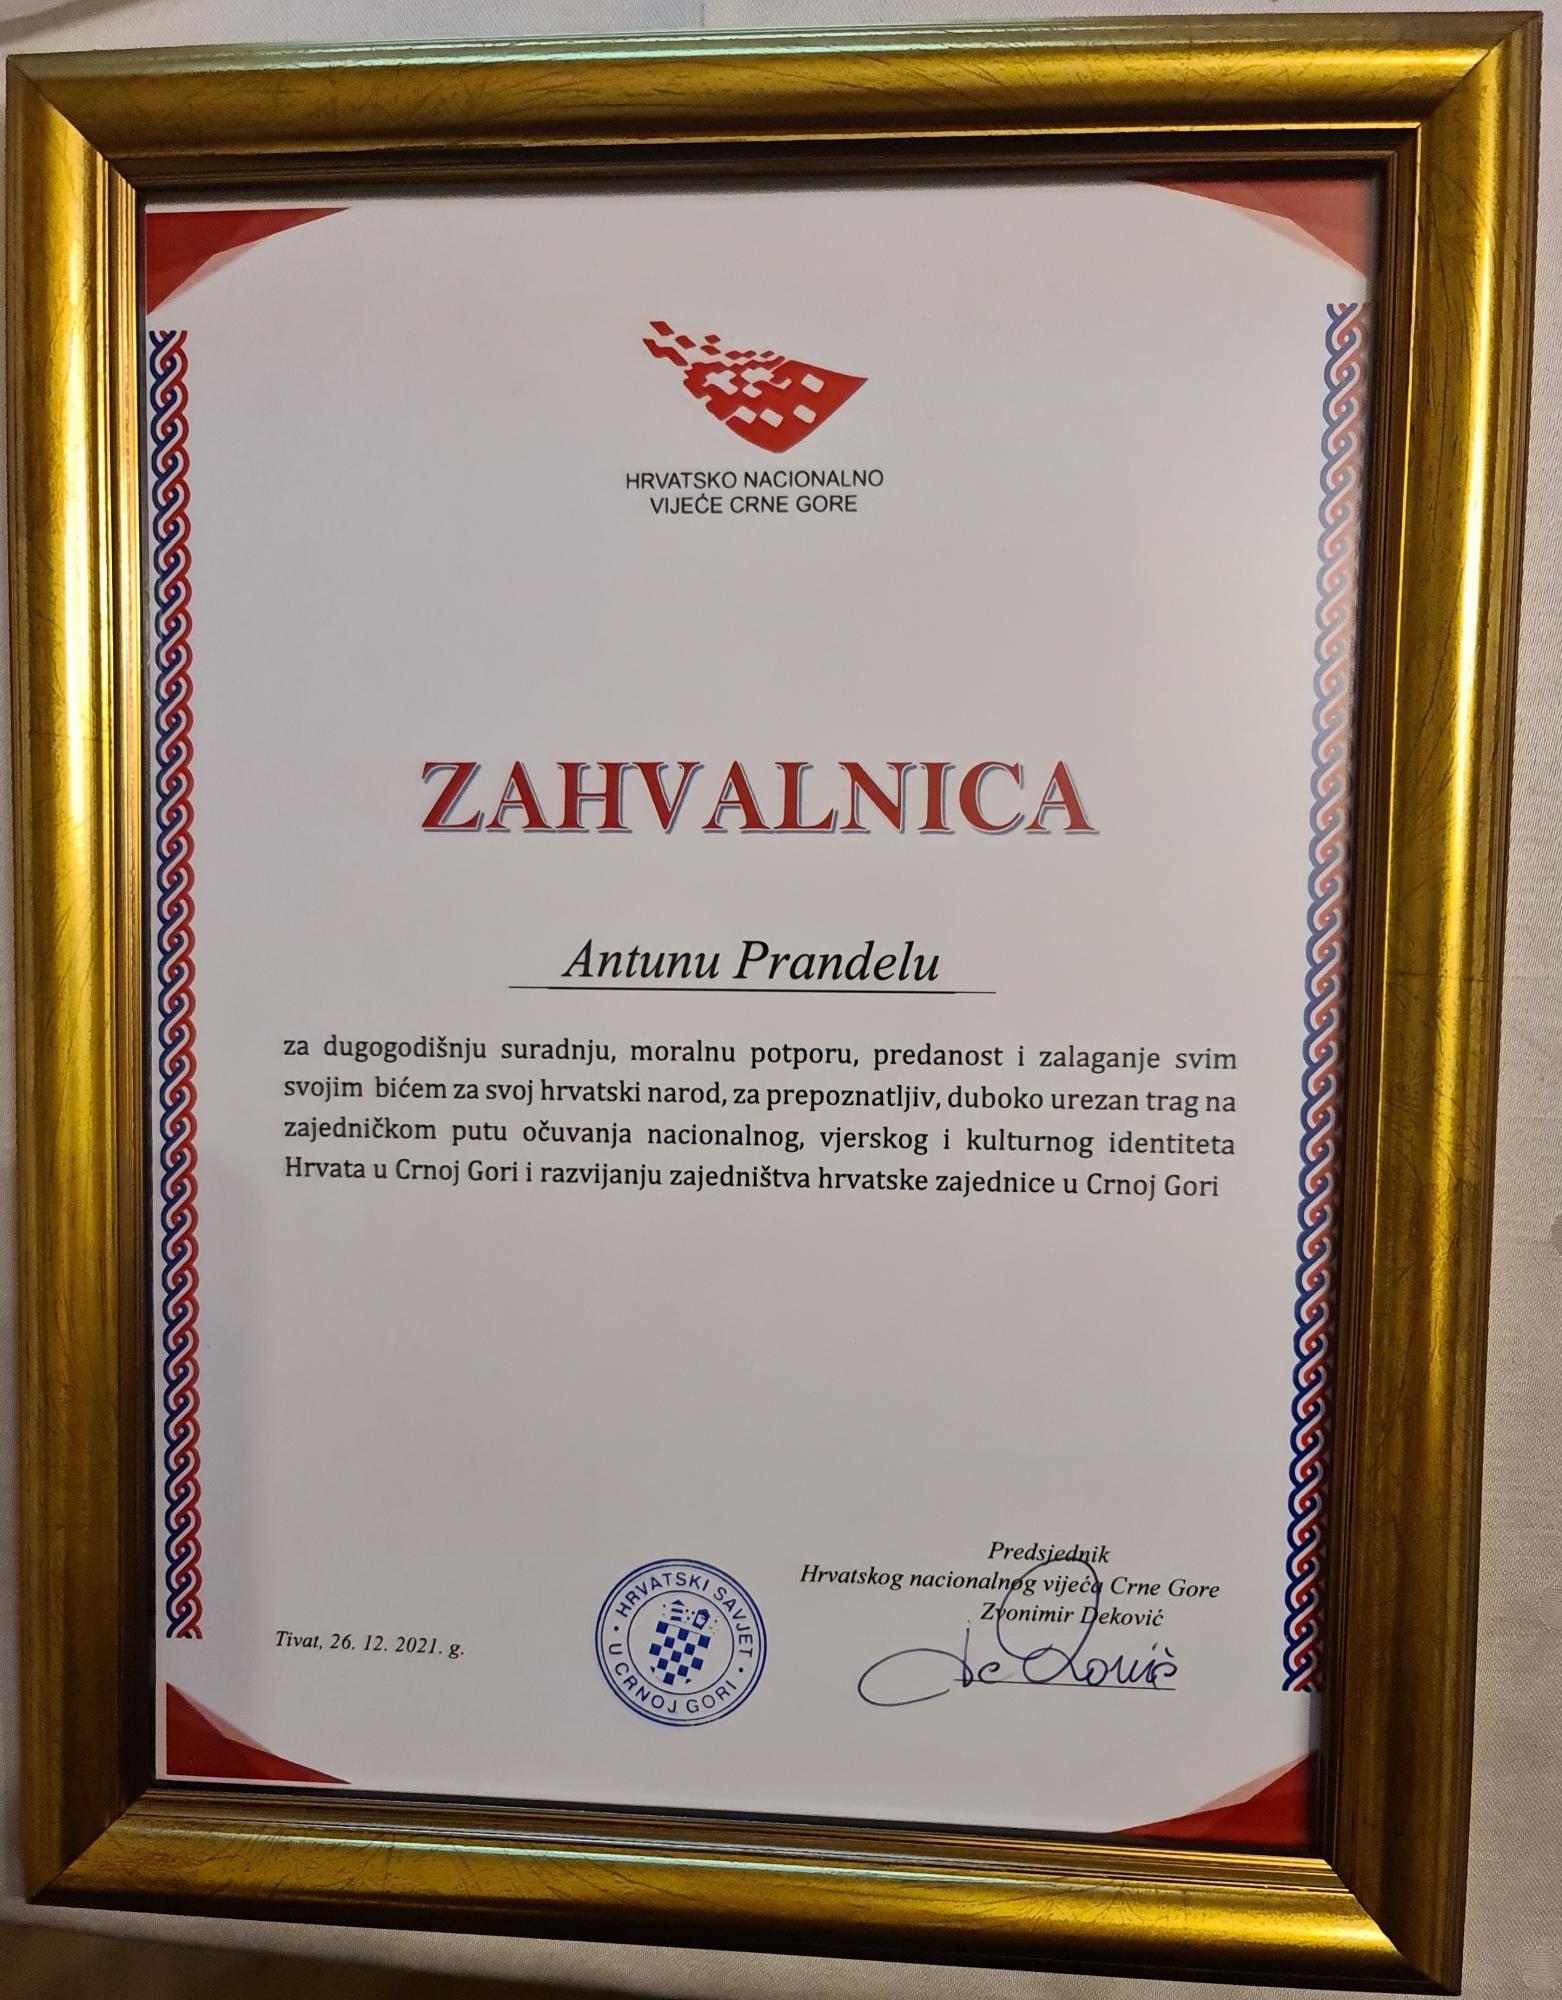 HRVATSKO NACIONALNO
VIJEĆE CRNE GORE
ZAHVALNICA
Antunu Prandelu
za dugogodišnju suradnju, moralnu potporu, predanost i zalaganje svim
svojim bićem za svoj hrvatski narod, za prepoznatljiv, duboko urezan trag na
zajedničkom putu očuvanja nacionalnog, vjerskog i kulturnog identiteta
Hrvata u Crnoj Gori i razvijanju zajedništva hrvatske zajednice u Crnoj Gori
Predsjednik
Hrvatskog nacionalnog vijeća Crne Gore
Zvonimir Deković
Tivat, 26. 12. 2021. g.
HRVATSKI SAVJET
U CRNOJ GORI
Deković